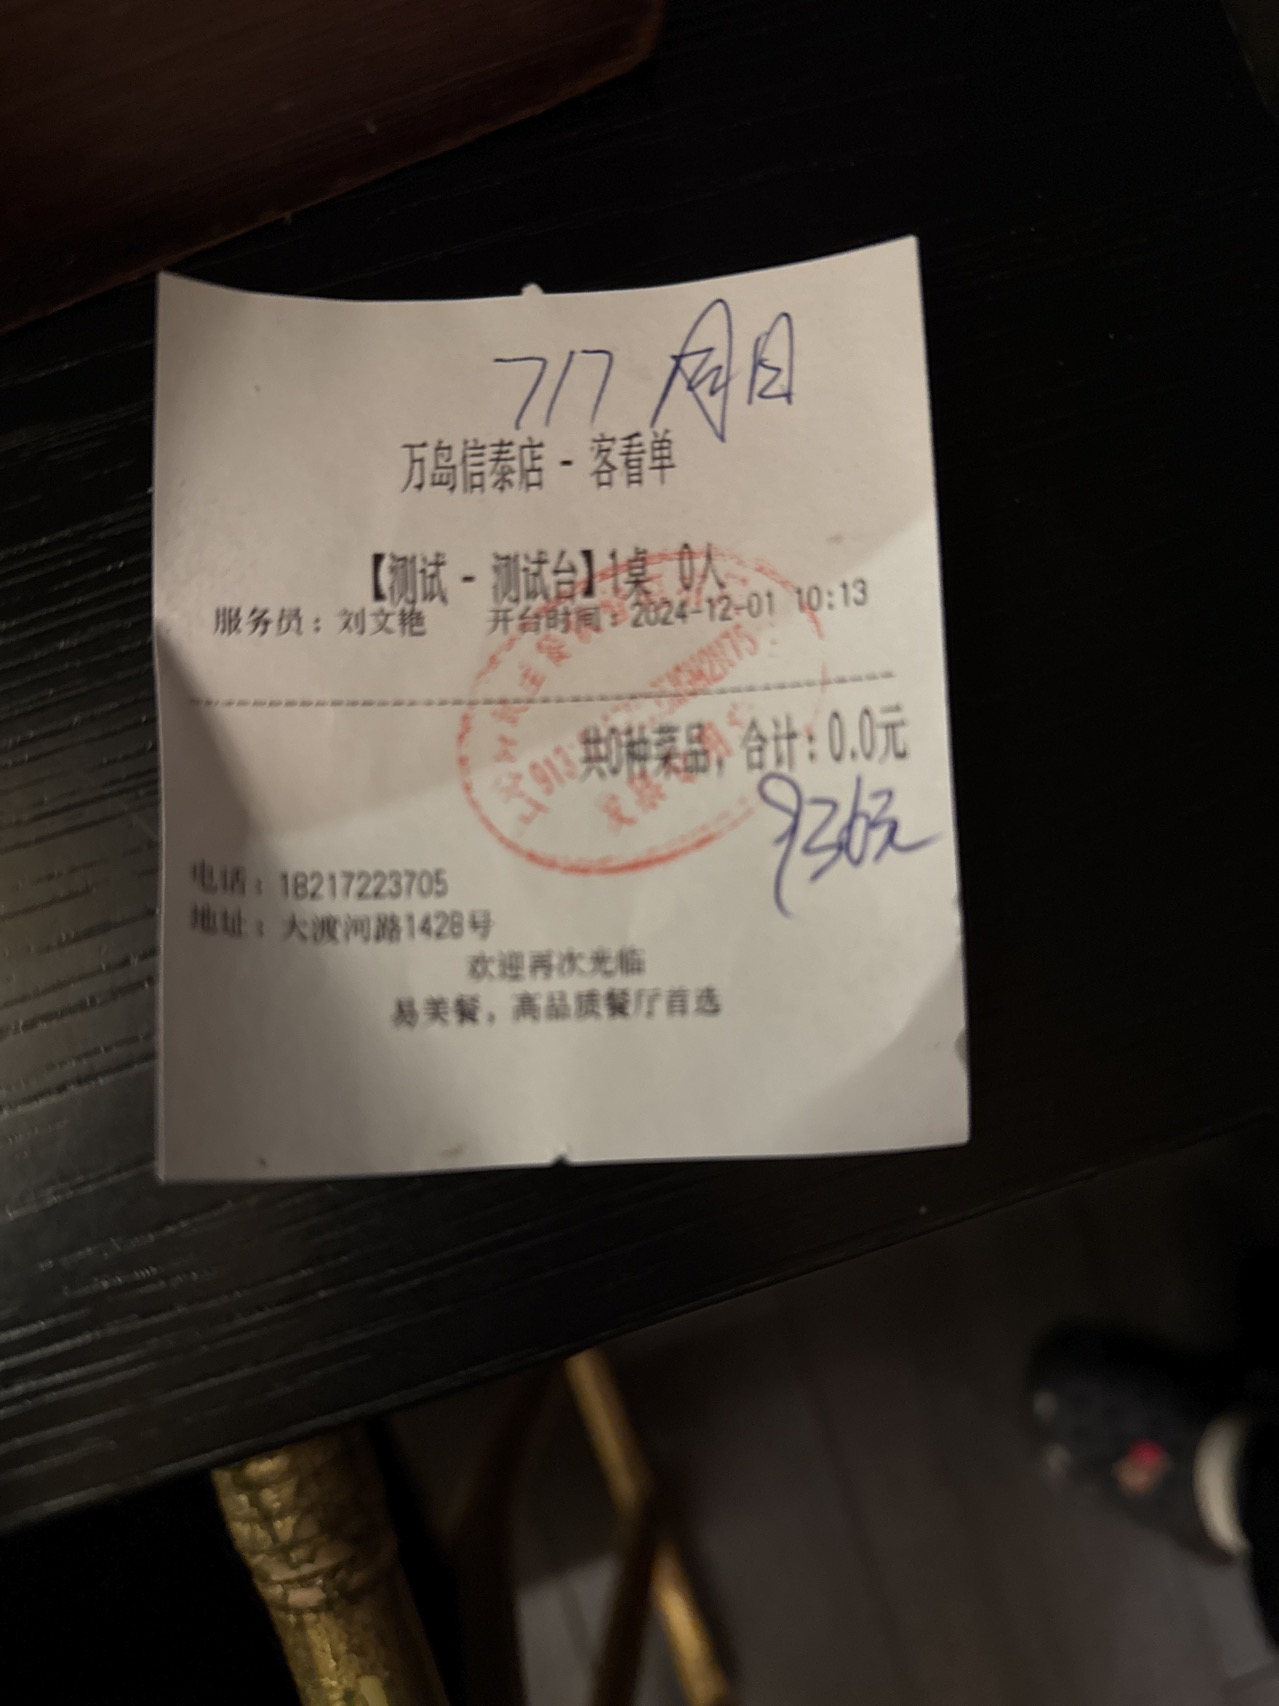 717 周日
万岛信泰店 - 客看单
【测试 - 测试台】1桌 0人
服务员：刘文艳 开台时间：2024-12-01 10:13
共0种菜品，合计：0.0元
936元
电话：18217223705
地址：大渡河路1428号
欢迎再次光临
易美餐，高品质餐厅首选